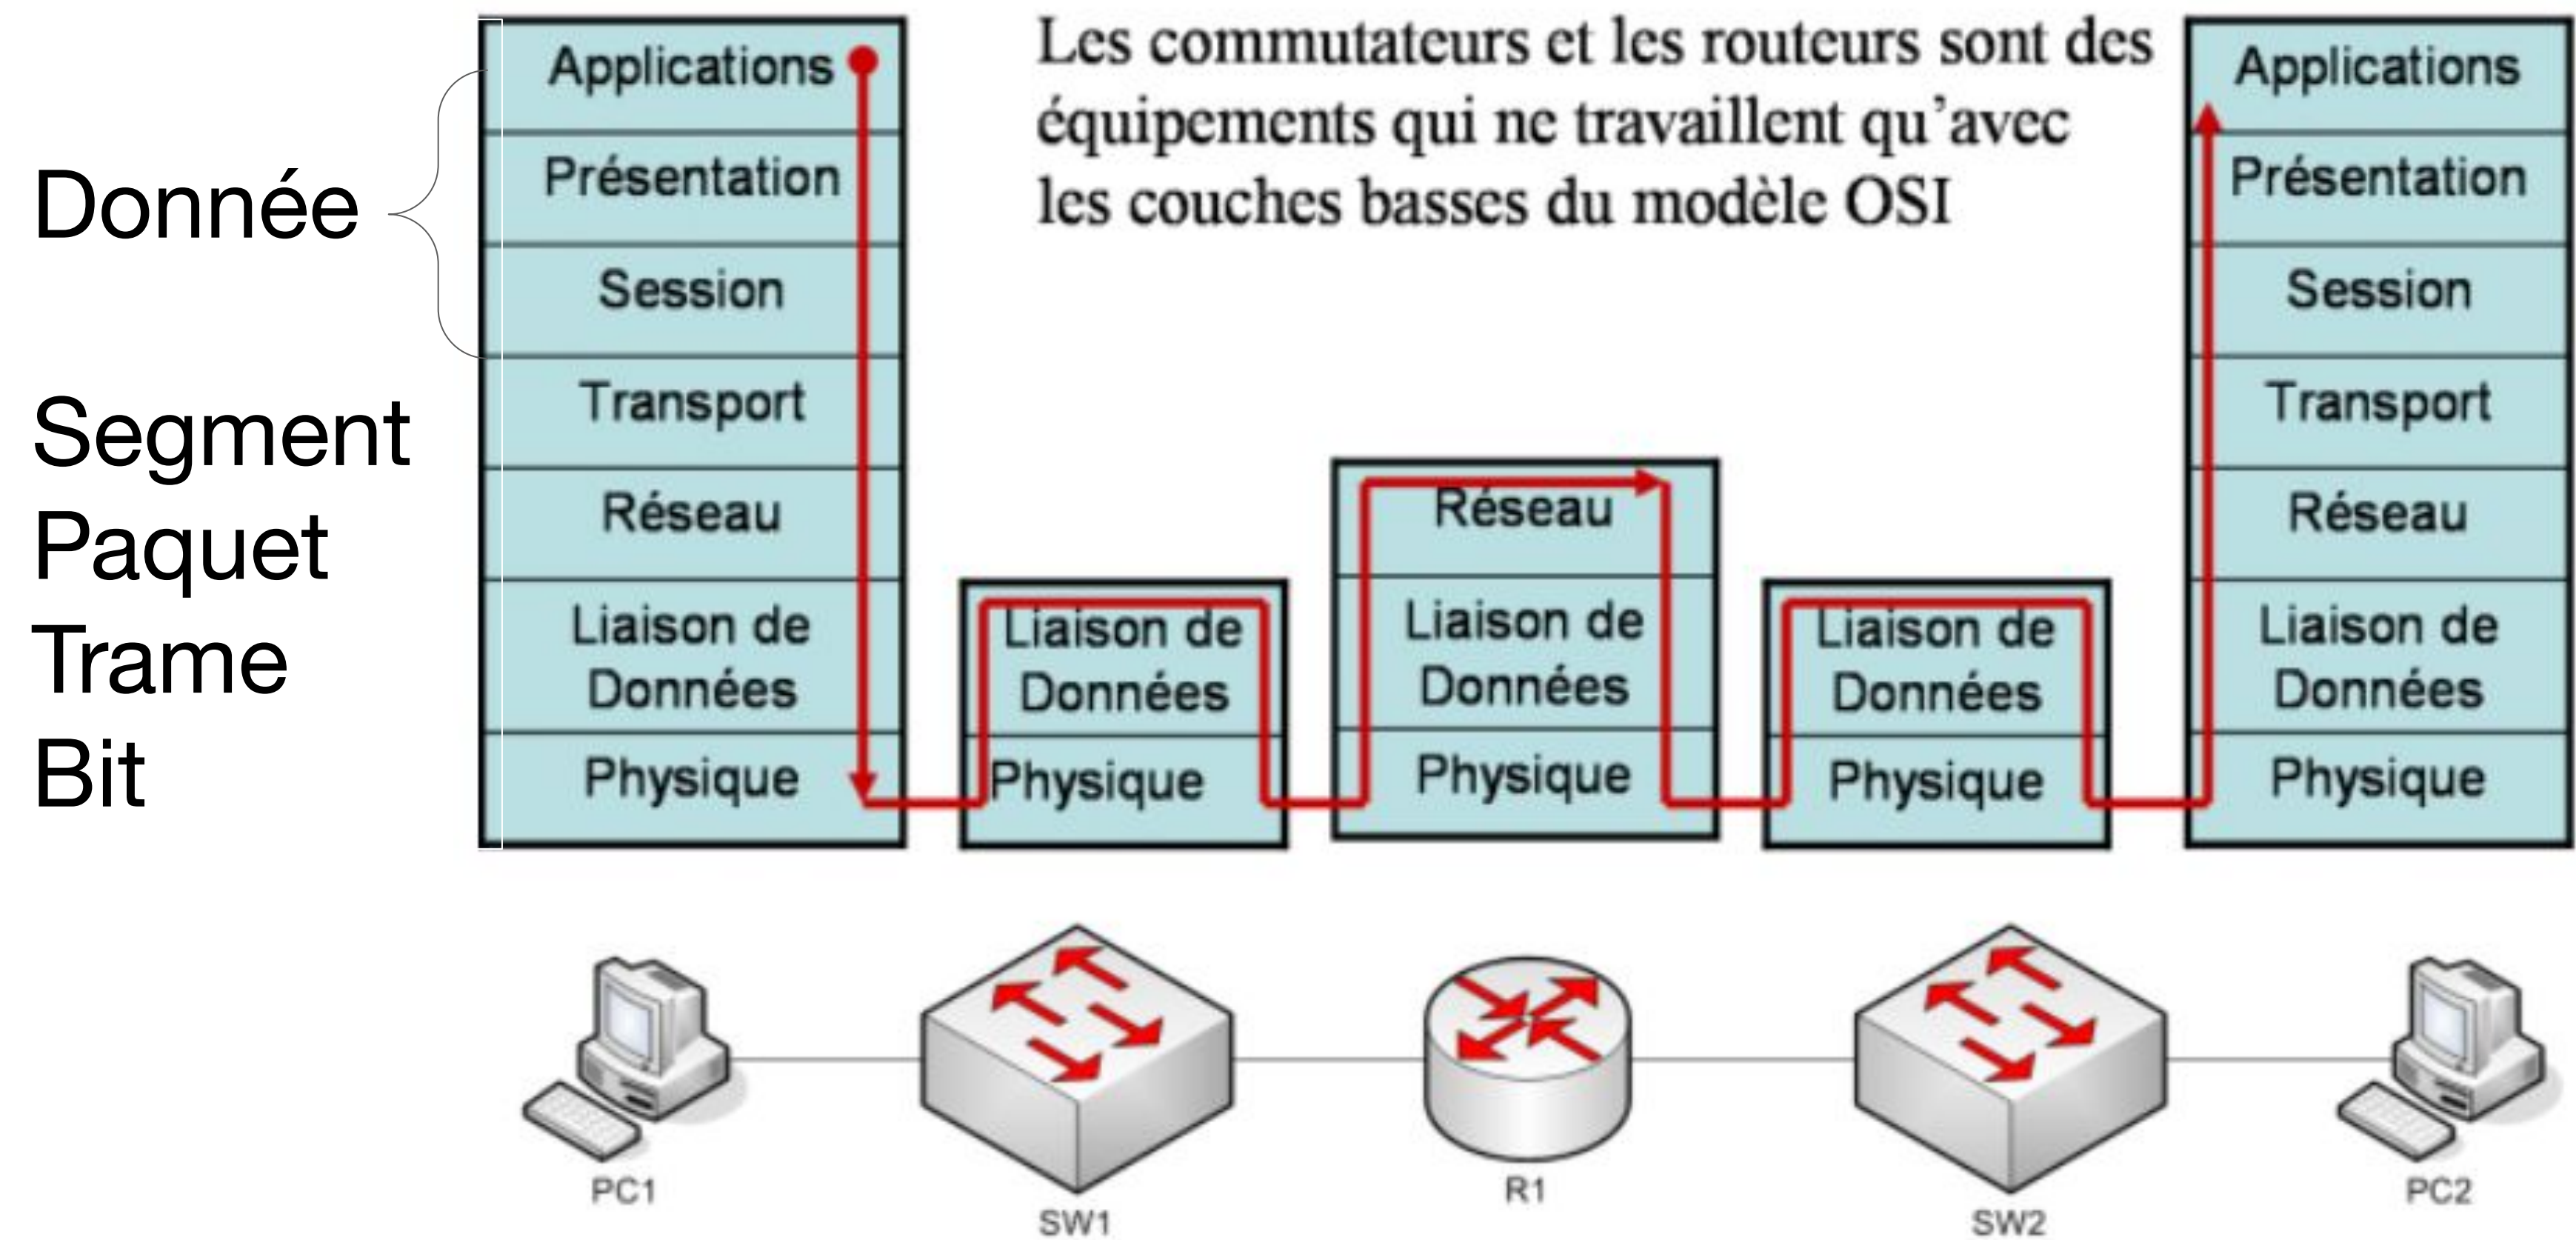 Les commutateurs et les routeurs sont des
équipements qui ne travaillent qu'avec
les couches basses du modèle OSI
Donnée
Segment
Paquet
Trame
Bit
Applications
Présentation
Session
Transport
Réseau
Liaison de
Données
Physique
Liaison de
Données
Physique
Réseau
Liaison de
Données
Physique
Liaison de
Données
Physique
Applications
Présentation
Session
Transport
Réseau
Liaison de
Données
Physique
PC1
SW1
R1
SW2
PC2